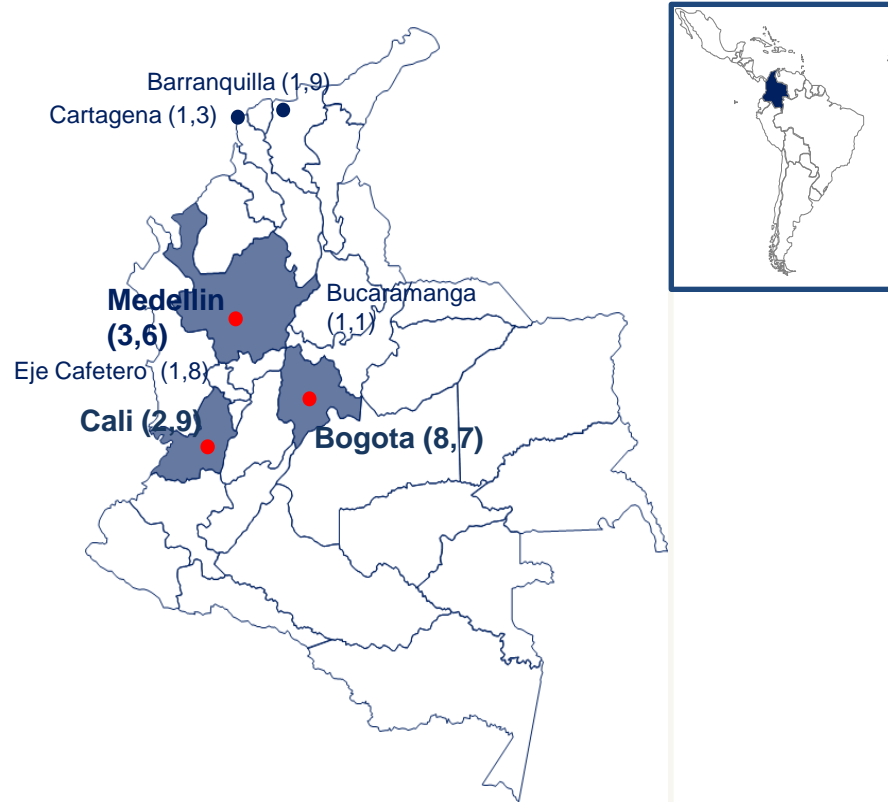 Barranquilla (1,9)
Cartagena (1,3)
Medellin
(3,6)
Bucaramanga
(1,1)
Eje Cafetero (1,8)
Cali (2,9)
Bogota (8,7)